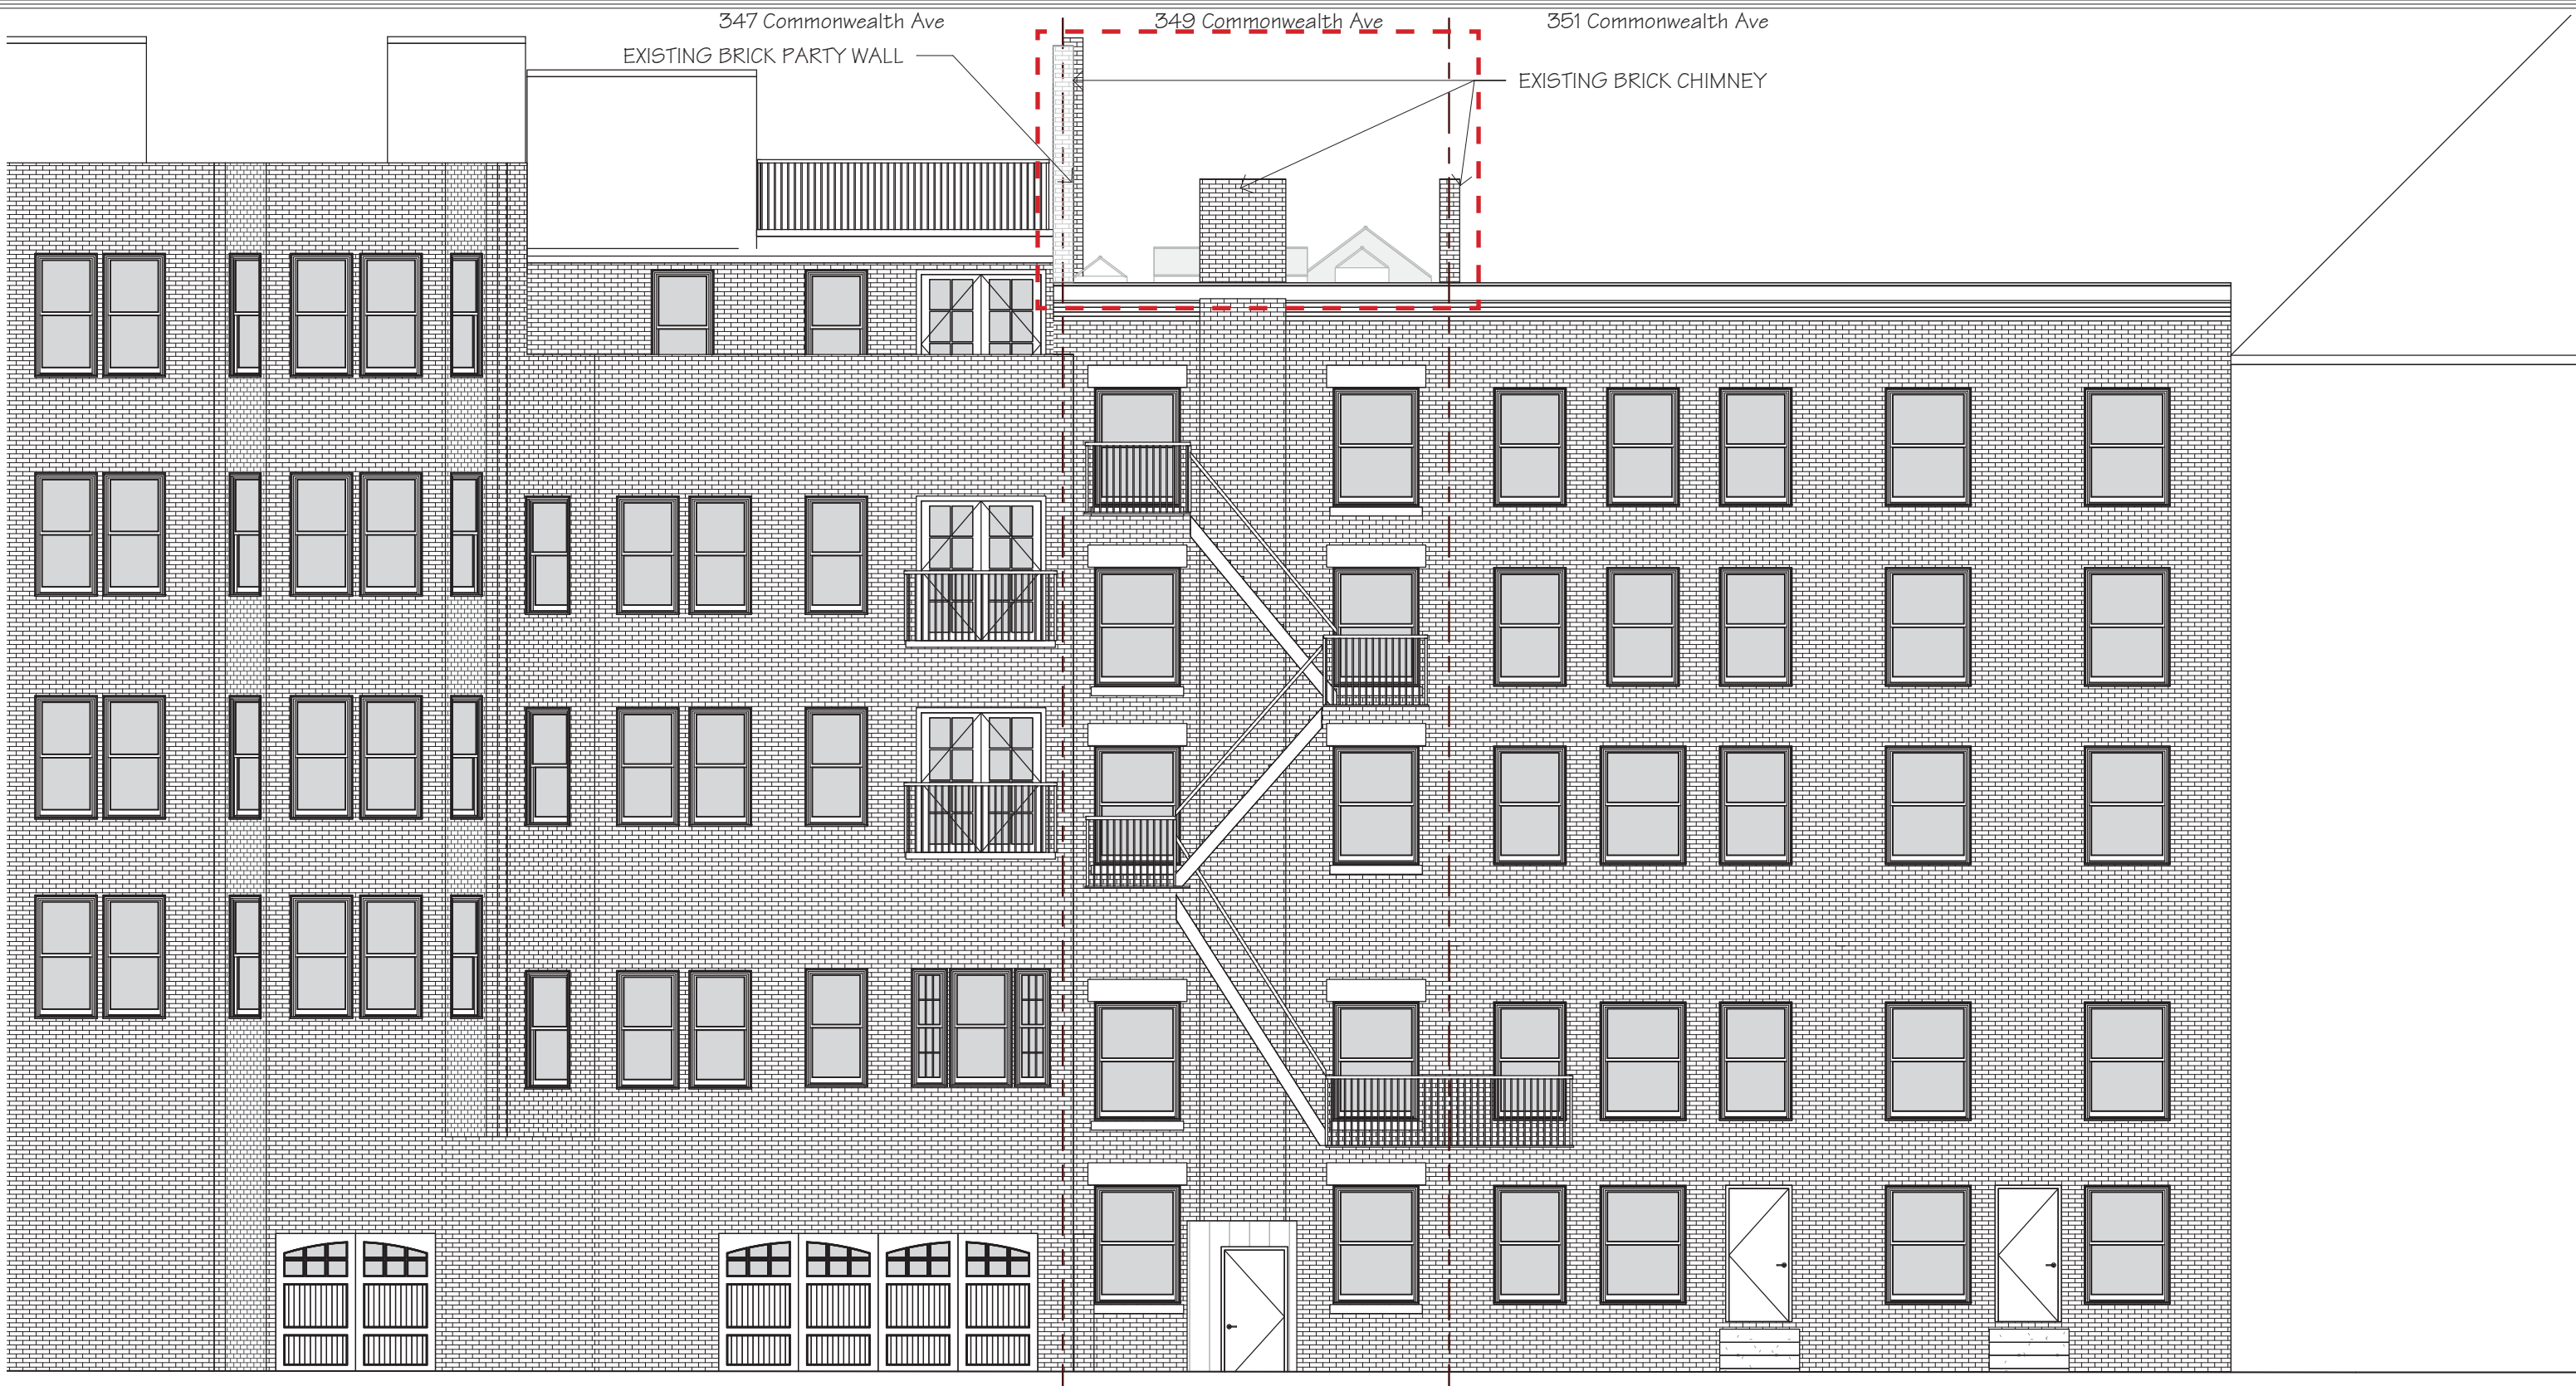 347 Commonwealth Ave
349 Commonwealth Ave
351 Commonwealth Ave
EXISTING BRICK PARTY WALL
EXISTING BRICK CHIMNEY